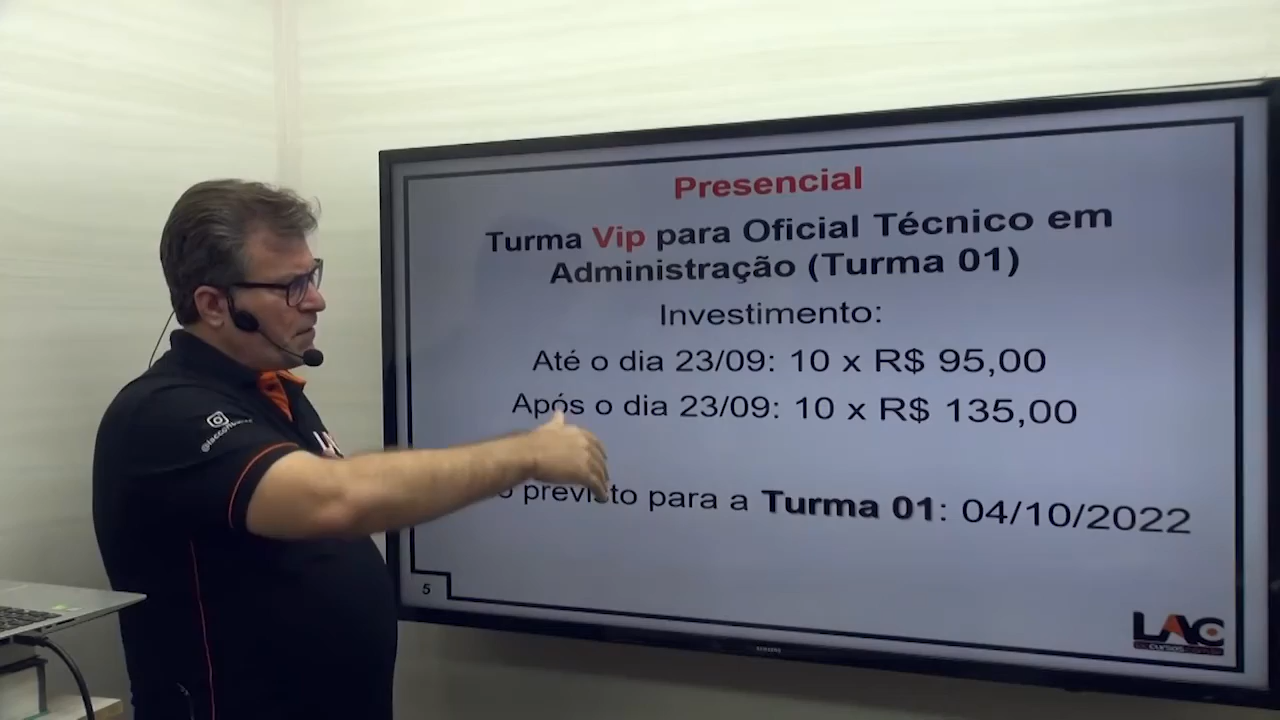 Presencial
Turma Vip para Oficial Técnico em
Administração (Turma 01)
Investimento:
Até o dia 23/09: 10 x R$ 95,00
Após o dia 23/09: 10 x R$ 135,00
previsto para a Turma 01: 04/10/2022
5
LAC